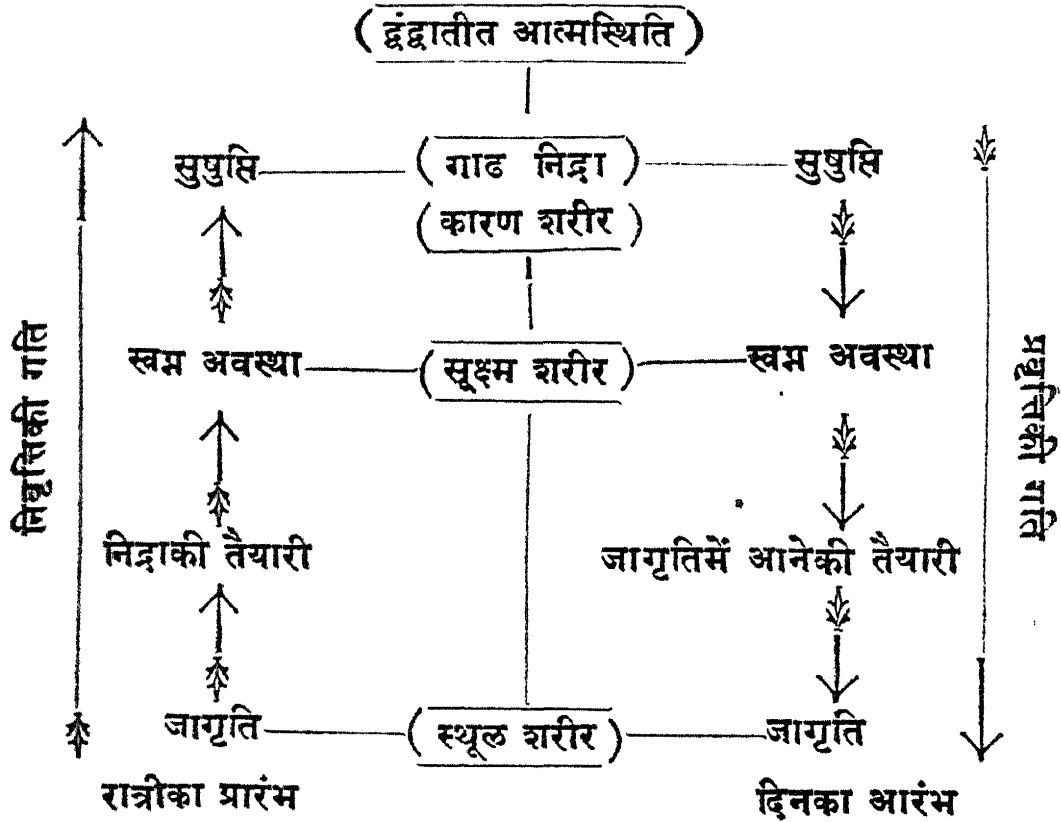 (द्वंद्वातीत आत्मस्थिति)
सुषुप्ति (गाढ निद्रा) सुषुप्ति
(कारण शरीर)
स्वप्न अवस्था (सूक्ष्म शरीर) स्वप्न अवस्था
निवृत्तिकी गति
प्रवृत्तिकी गति
निद्राकी तैयारी जागृतिमें आनेकी तैयारी
जागृति (स्थूल शरीर) जागृति
रात्रीका प्रारंभ दिनका आरंभ